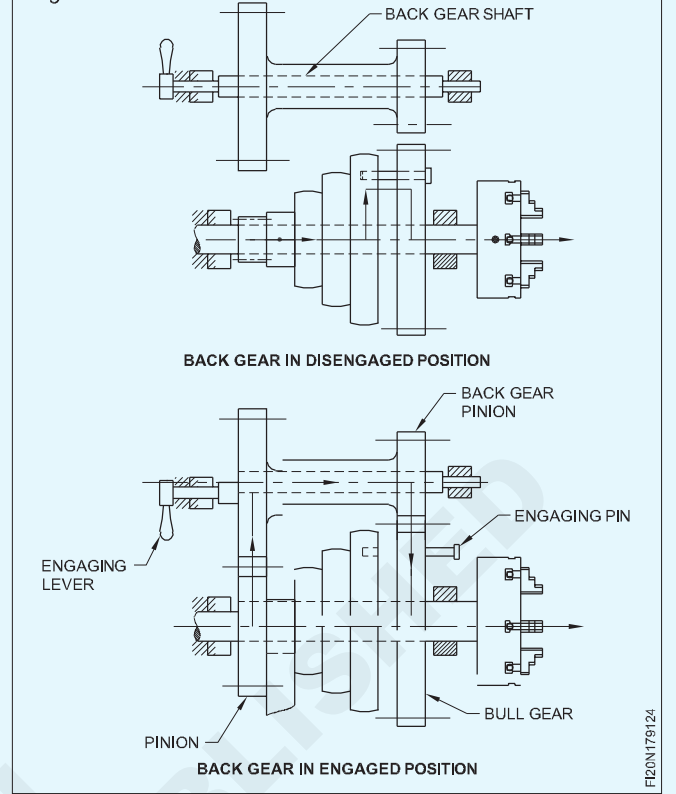 BACK GEAR SHAFT
BACK GEAR IN DISENGAGED POSITION
BACK GEAR
PINION
ENGAGING PIN
ENGAGING
LEVER
BULL GEAR
PINION
BACK GEAR IN ENGAGED POSITION
FI20N179124
BLISHED